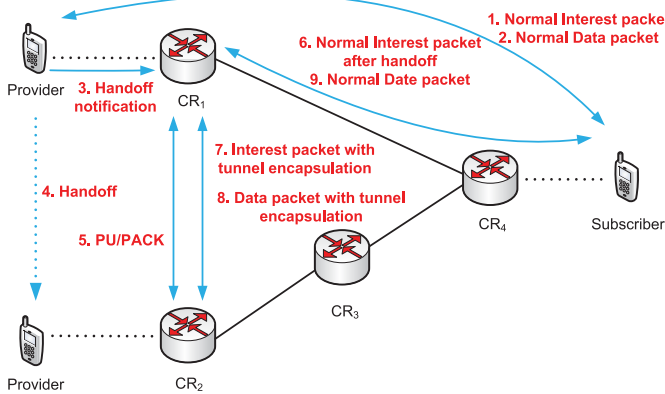 1. Normal Interest packe
2. Normal Data packet
6. Normal Interest packet
after handoff
9. Normal Date packet
Provider
3. Handoff
notification
CR1
7. Interest packet with
tunnel encapsulation
4. Handoff
8. Data packet with tunnel
encapsulation
CR4
Subscriber
5. PU/PACK
CR3
Provider
CR2